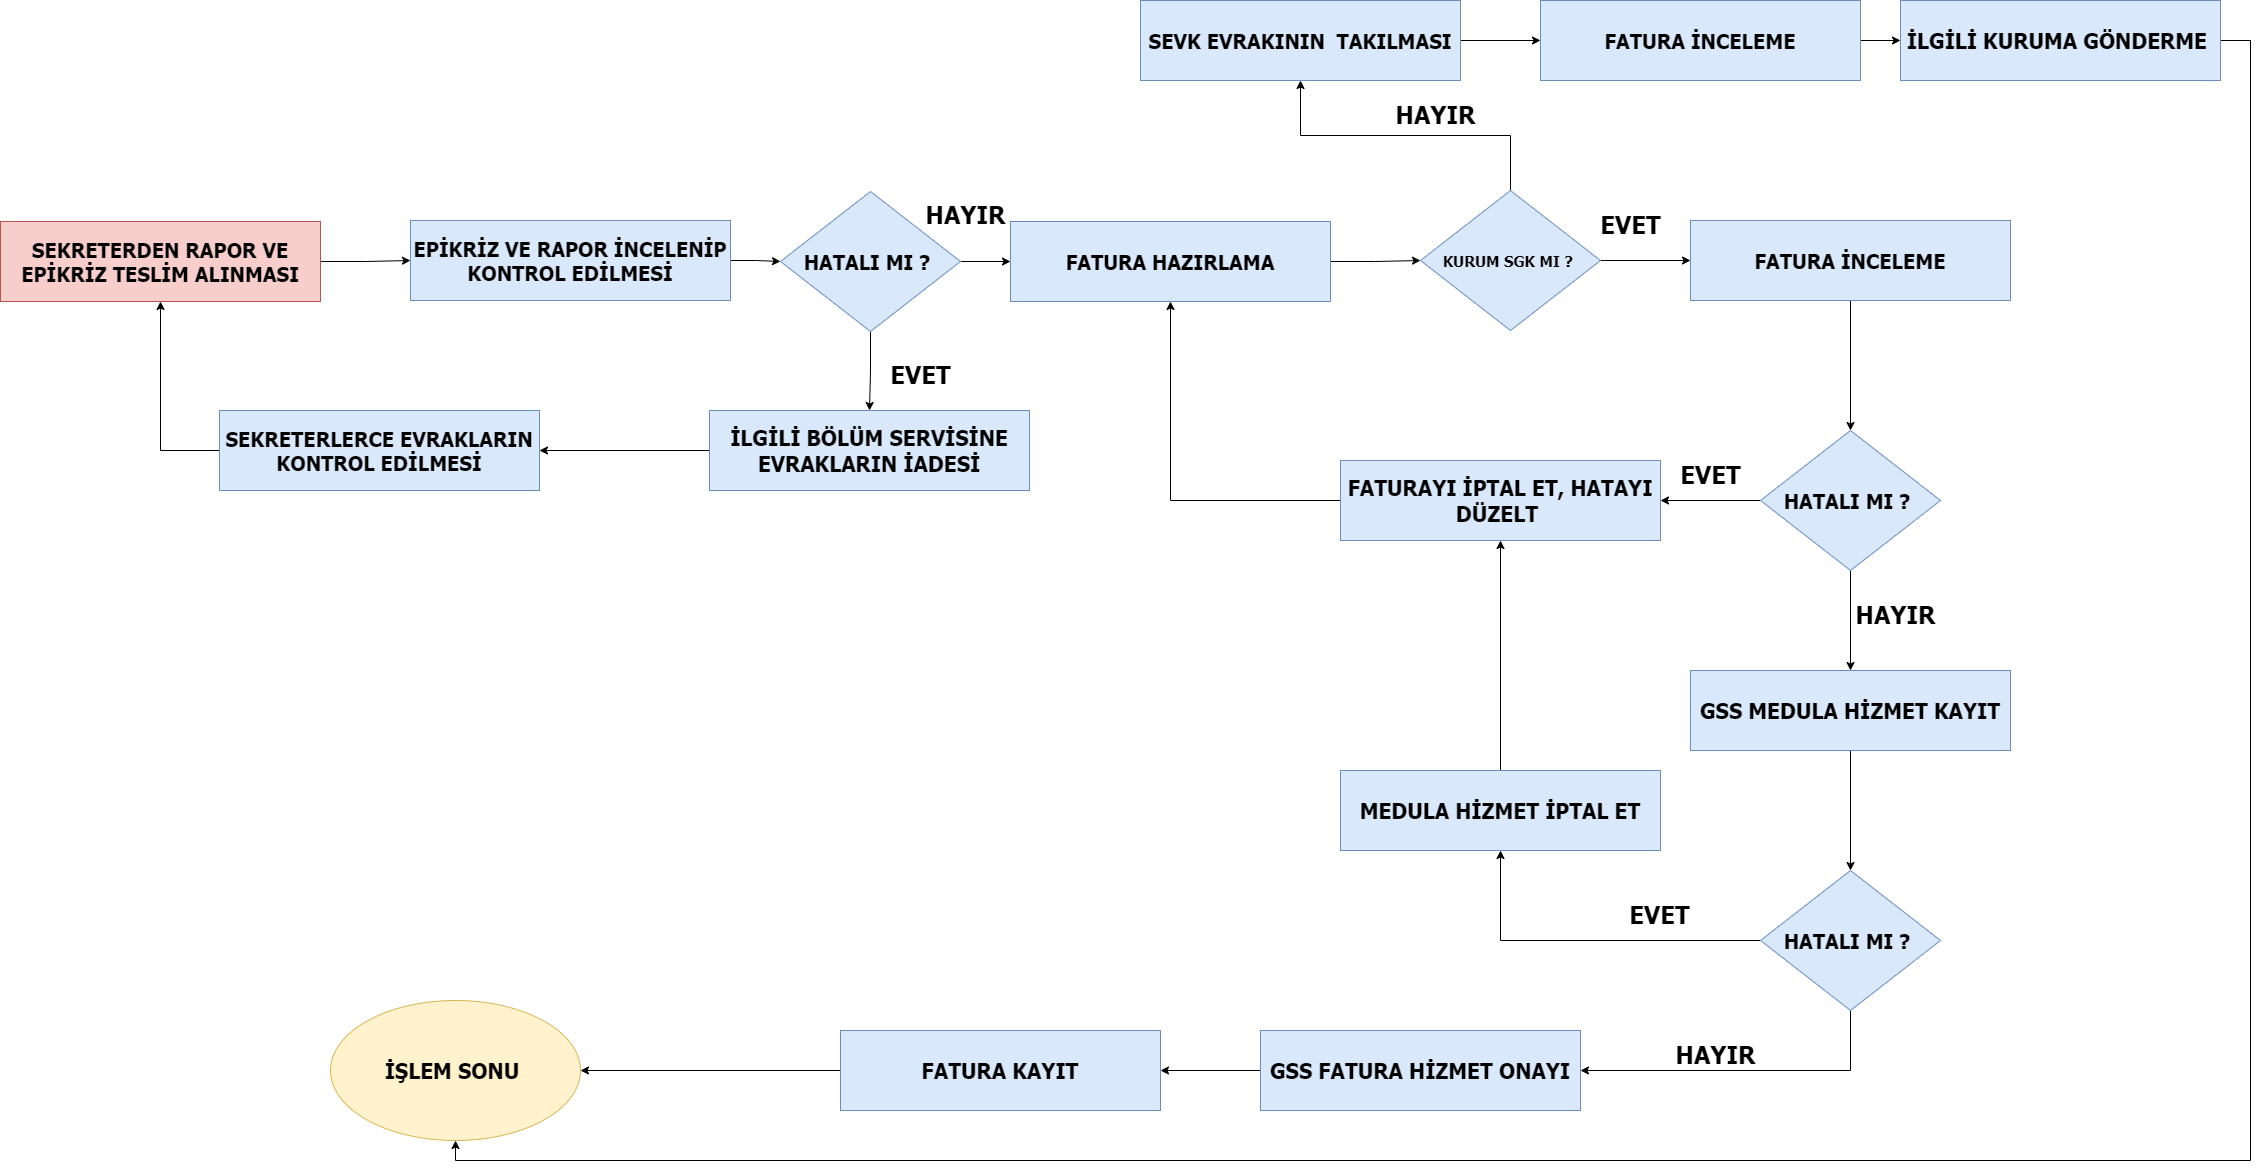 SEVK EVRAKININ  TAKILMASI
FATURA İNCELEME
İLGİLİ KURUMA GÖNDERME
HAYIR
SEKRETERDEN RAPOR VE
EPİKRİZ TESLİM ALINMASI
EPİKRİZ VE RAPOR İNCELENİP
KONTROL EDİLMESİ
HATALI MI ?
HAYIR
FATURA HAZIRLAMA
KURUM SGK MI ?
EVET
FATURA İNCELEME
EVET
SEKRETERLERCE EVRAKLARIN
KONTROL EDİLMESİ
İLGİLİ BÖLÜM SERVİSİNE
EVRAKLARIN İADESİ
FATURAYI İPTAL ET, HATAYI
DÜZELT
EVET
HATALI MI ?
HAYIR
GSS MEDULA HİZMET KAYIT
MEDULA HİZMET İPTAL ET
EVET
HATALI MI ?
HAYIR
GSS FATURA HİZMET ONAYI
FATURA KAYIT
İŞLEM SONU